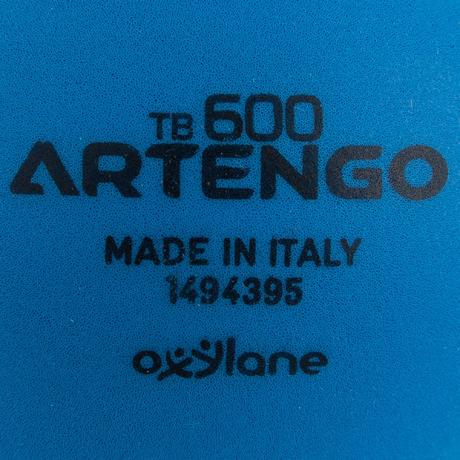 TB 600
ARTENGO
MADE IN ITALY
1494395
oxylane